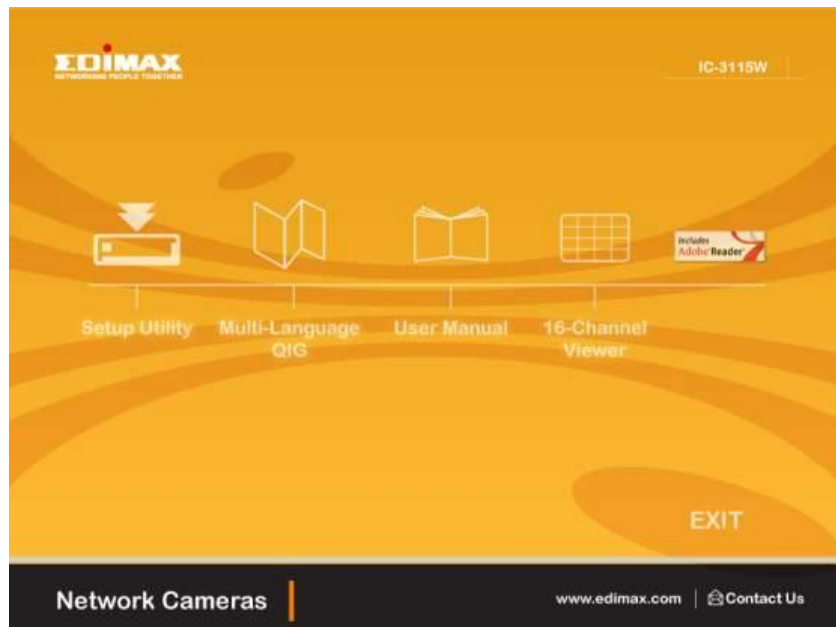 EDIMAX
NETWORKING PEOPLE TOGETHER
IC-3115W
includes
Adobe Reader
Setup Utility
Multi-Language
QIG
User Manual
16-Channel
Viewer
EXIT
Network Cameras
www.edimax.com
Contact Us